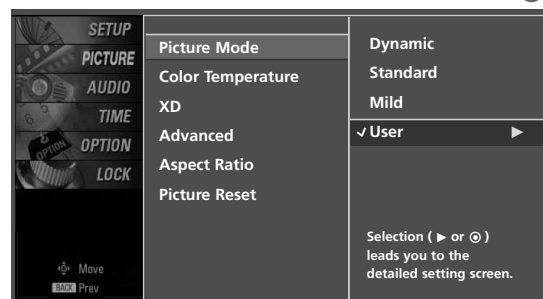 SETUP
PICTURE
AUDIO
TIME
OPTION
LOCK
Move
BACK Prev
Picture Mode
Color Temperature
XD
Advanced
Aspect Ratio
Picture Reset
Dynamic
Standard
Mild
✓ User ▶
Selection ( ▶ or ⦿ )
leads you to the
detailed setting screen.